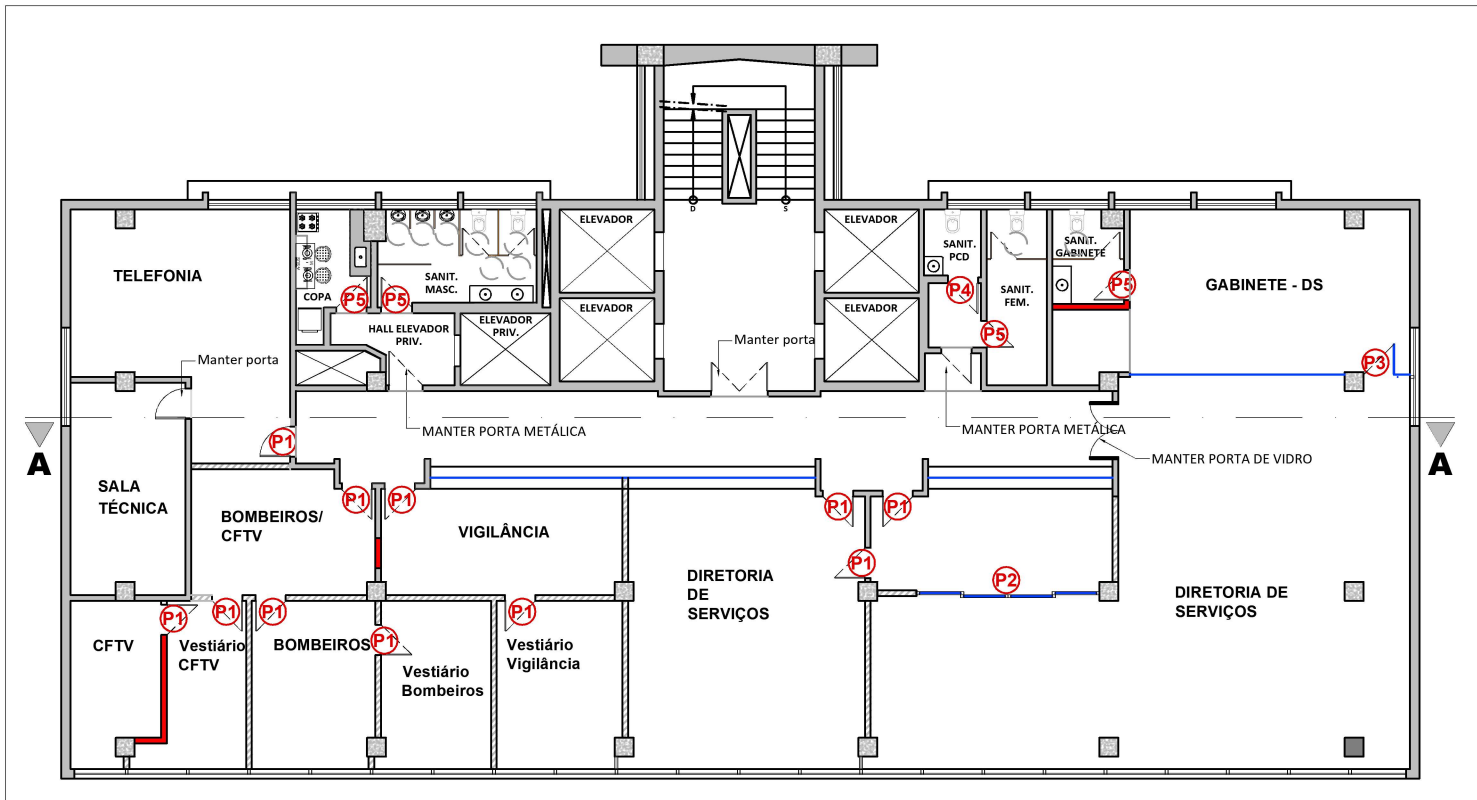 D
S
ELEVADOR
ELEVADOR
SANIT.
PCD
SANIT.
GABINETE
TELEFONIA
SANIT.
MASC.
COPA
P5
P5
P4
P5
GABINETE - DS
SANIT.
FEM.
ELEVADOR
ELEVADOR
PRIV.
ELEVADOR
HALL ELEVADOR
PRIV.
P5
Manter porta
Manter porta
P3
MANTER PORTA METÁLICA
MANTER PORTA METÁLICA
MANTER PORTA DE VIDRO
A
A
P1
SALA
TÉCNICA
P1
P1
P1
P1
BOMBEIROS/
CFTV
VIGILÂNCIA
P1
DIRETORIA
DE
SERVIÇOS
P2
DIRETORIA DE
SERVIÇOS
P1
P1
P1
P1
P1
CFTV
Vestiário
CFTV
BOMBEIROS
Vestiário
Bombeiros
Vestiário
Vigilância